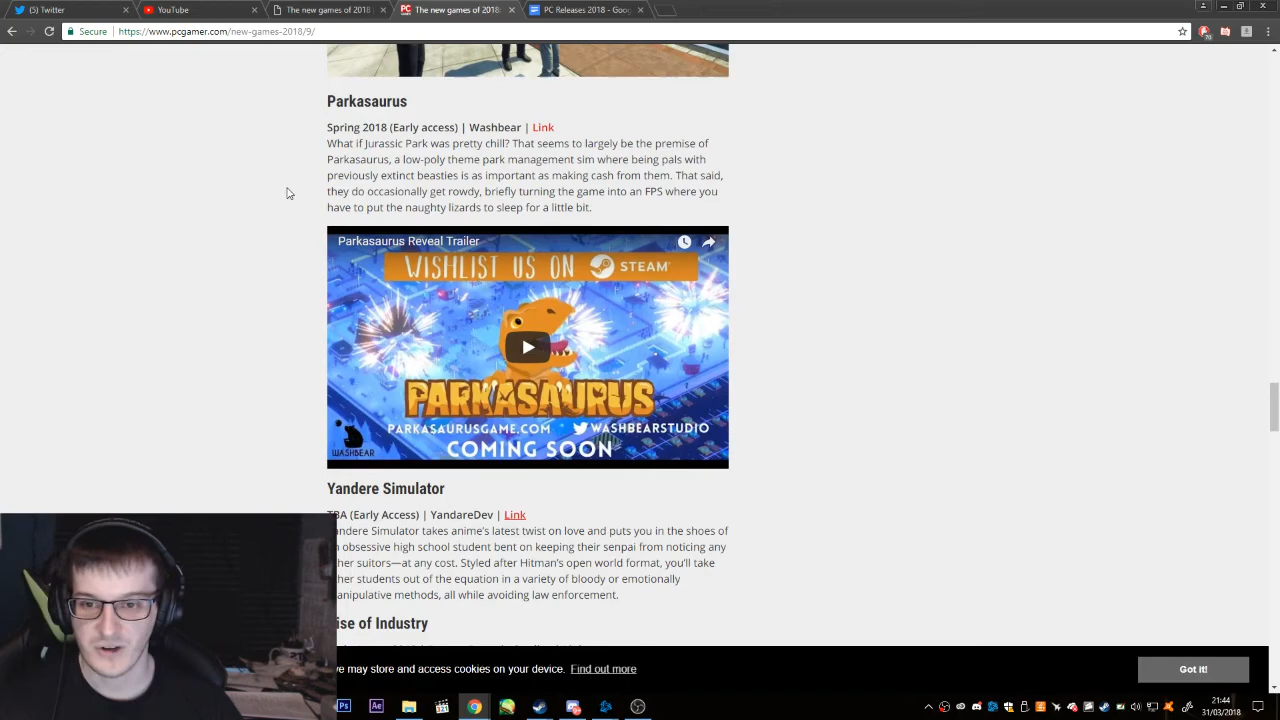 (5) Twitter
YouTube
The new games of 2018
The new games of 2018:
PC Releases 2018 - Goog
Secure
https://www.pcgamer.com/new-games-2018/9/
Parkasaurus
Spring 2018 (Early access) | Washbear | Link
What if Jurassic Park was pretty chill? That seems to largely be the premise of
Parkasaurus, a low-poly theme park management sim where being pals with
previously extinct beasties is as important as making cash from them. That said,
they do occasionally get rowdy, briefly turning the game into an FPS where you
have to put the naughty lizards to sleep for a little bit.
Parkasaurus Reveal Trailer
WISHLIST US ON STEAM
PARKASAURUS
PARKASAURUSGAME.COM WASHBEARSTUDIO
WASHBEAR
COMING SOON
Yandere Simulator
TBA (Early Access) | YandareDev | Link
andere Simulator takes anime's latest twist on love and puts you in the shoes of
n obsessive high school student bent on keeping their senpai from noticing any
her suitors—at any cost. Styled after Hitman's open world format, you'll take
her students out of the equation in a variety of bloody or emotionally
anipulative methods, all while avoiding law enforcement.
ise of Industry
we may store and access cookies on your device. Find out more
Got it!
Ps
Ae
21:44
31/03/2018